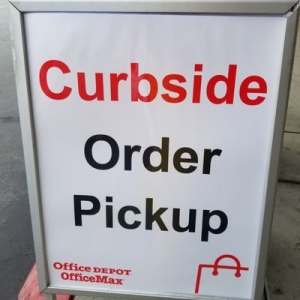 Curbside
Order
Pickup
Office DEPOT
OfficeMax